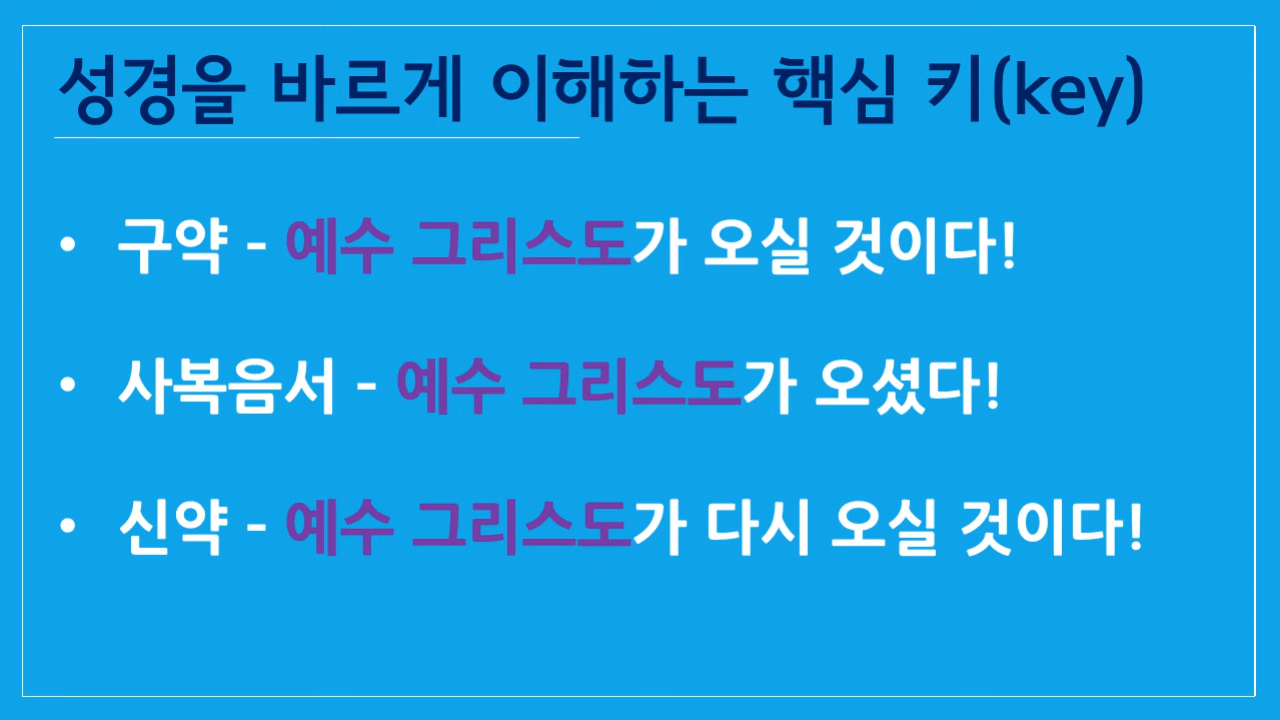 성경을 바르게 이해하는 핵심 키(key)
• 구약 - 예수 그리스도가 오실 것이다!
• 사복음서 - 예수 그리스도가 오셨다!
• 신약 - 예수 그리스도가 다시 오실 것이다!